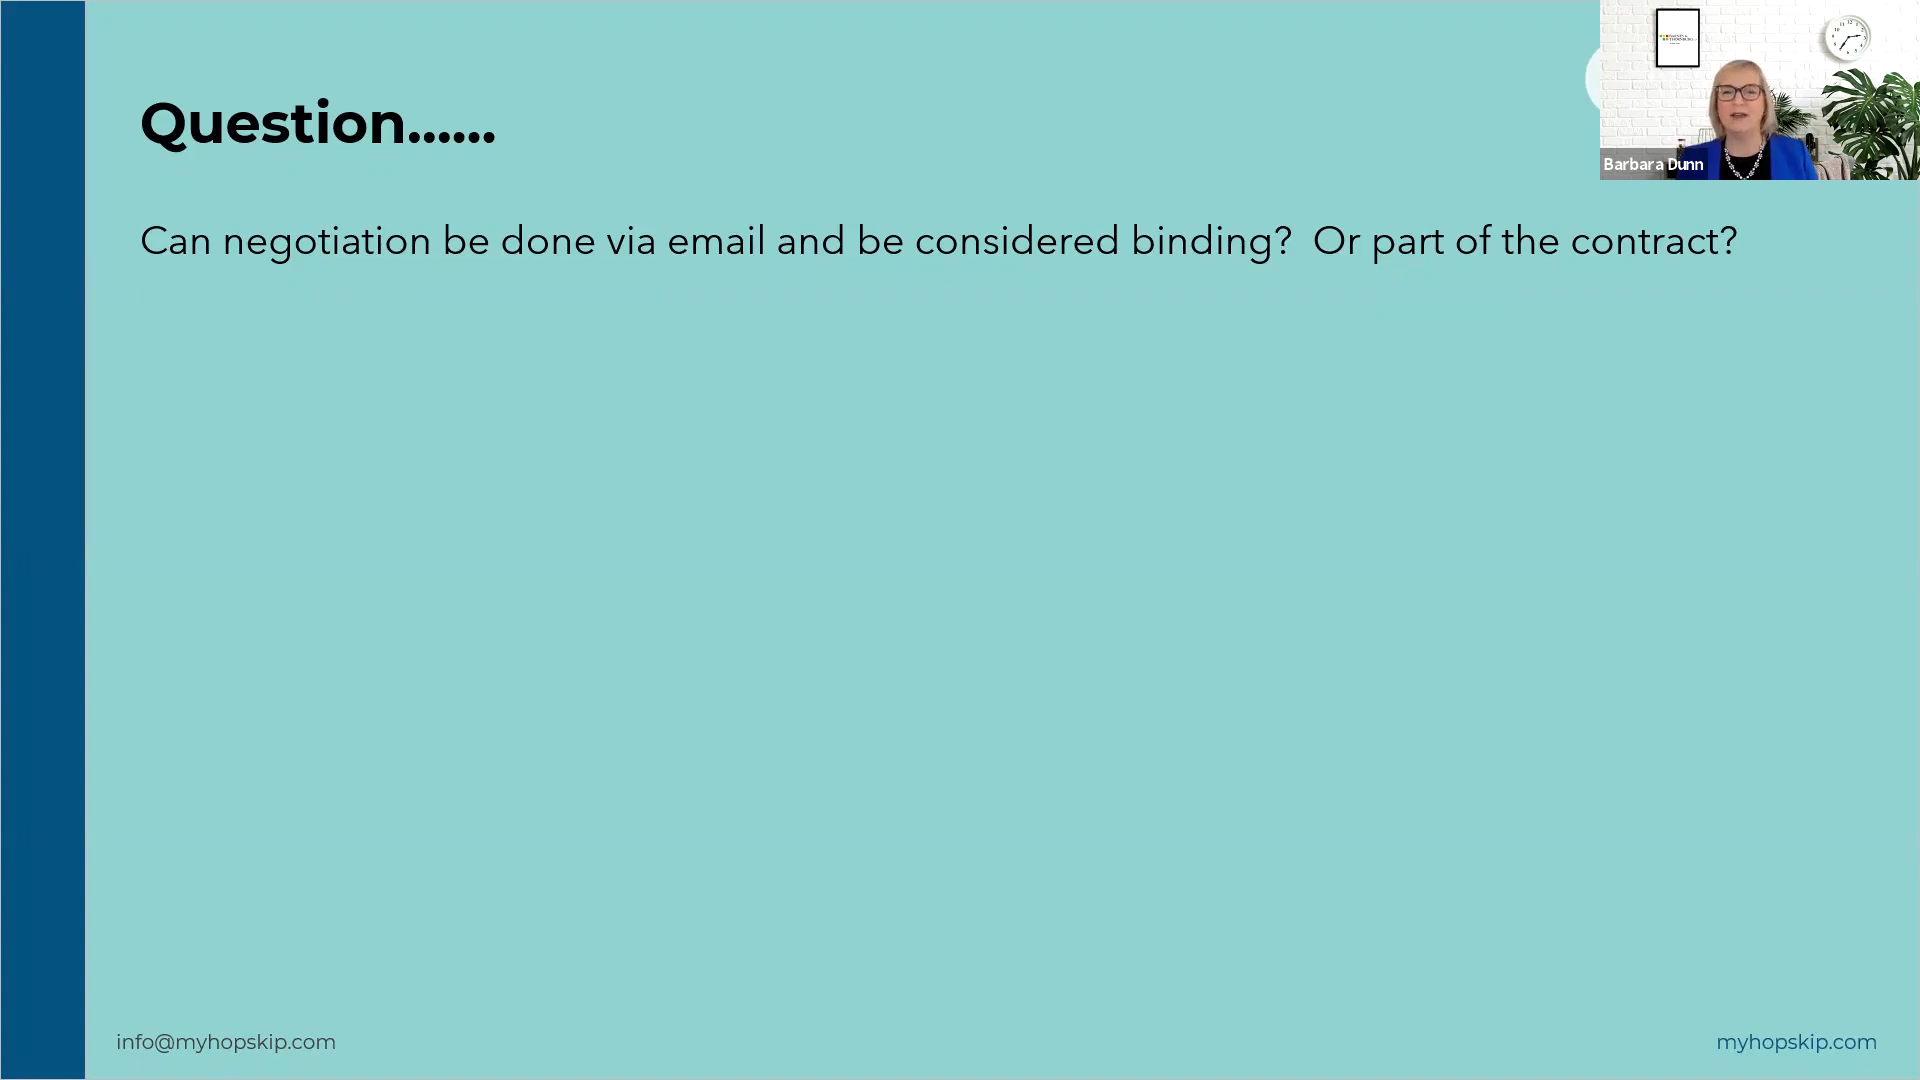 Question......
Barbara Dunn
Can negotiation be done via email and be considered binding?  Or part of the contract?
info@myhopskip.com
myhopskip.com